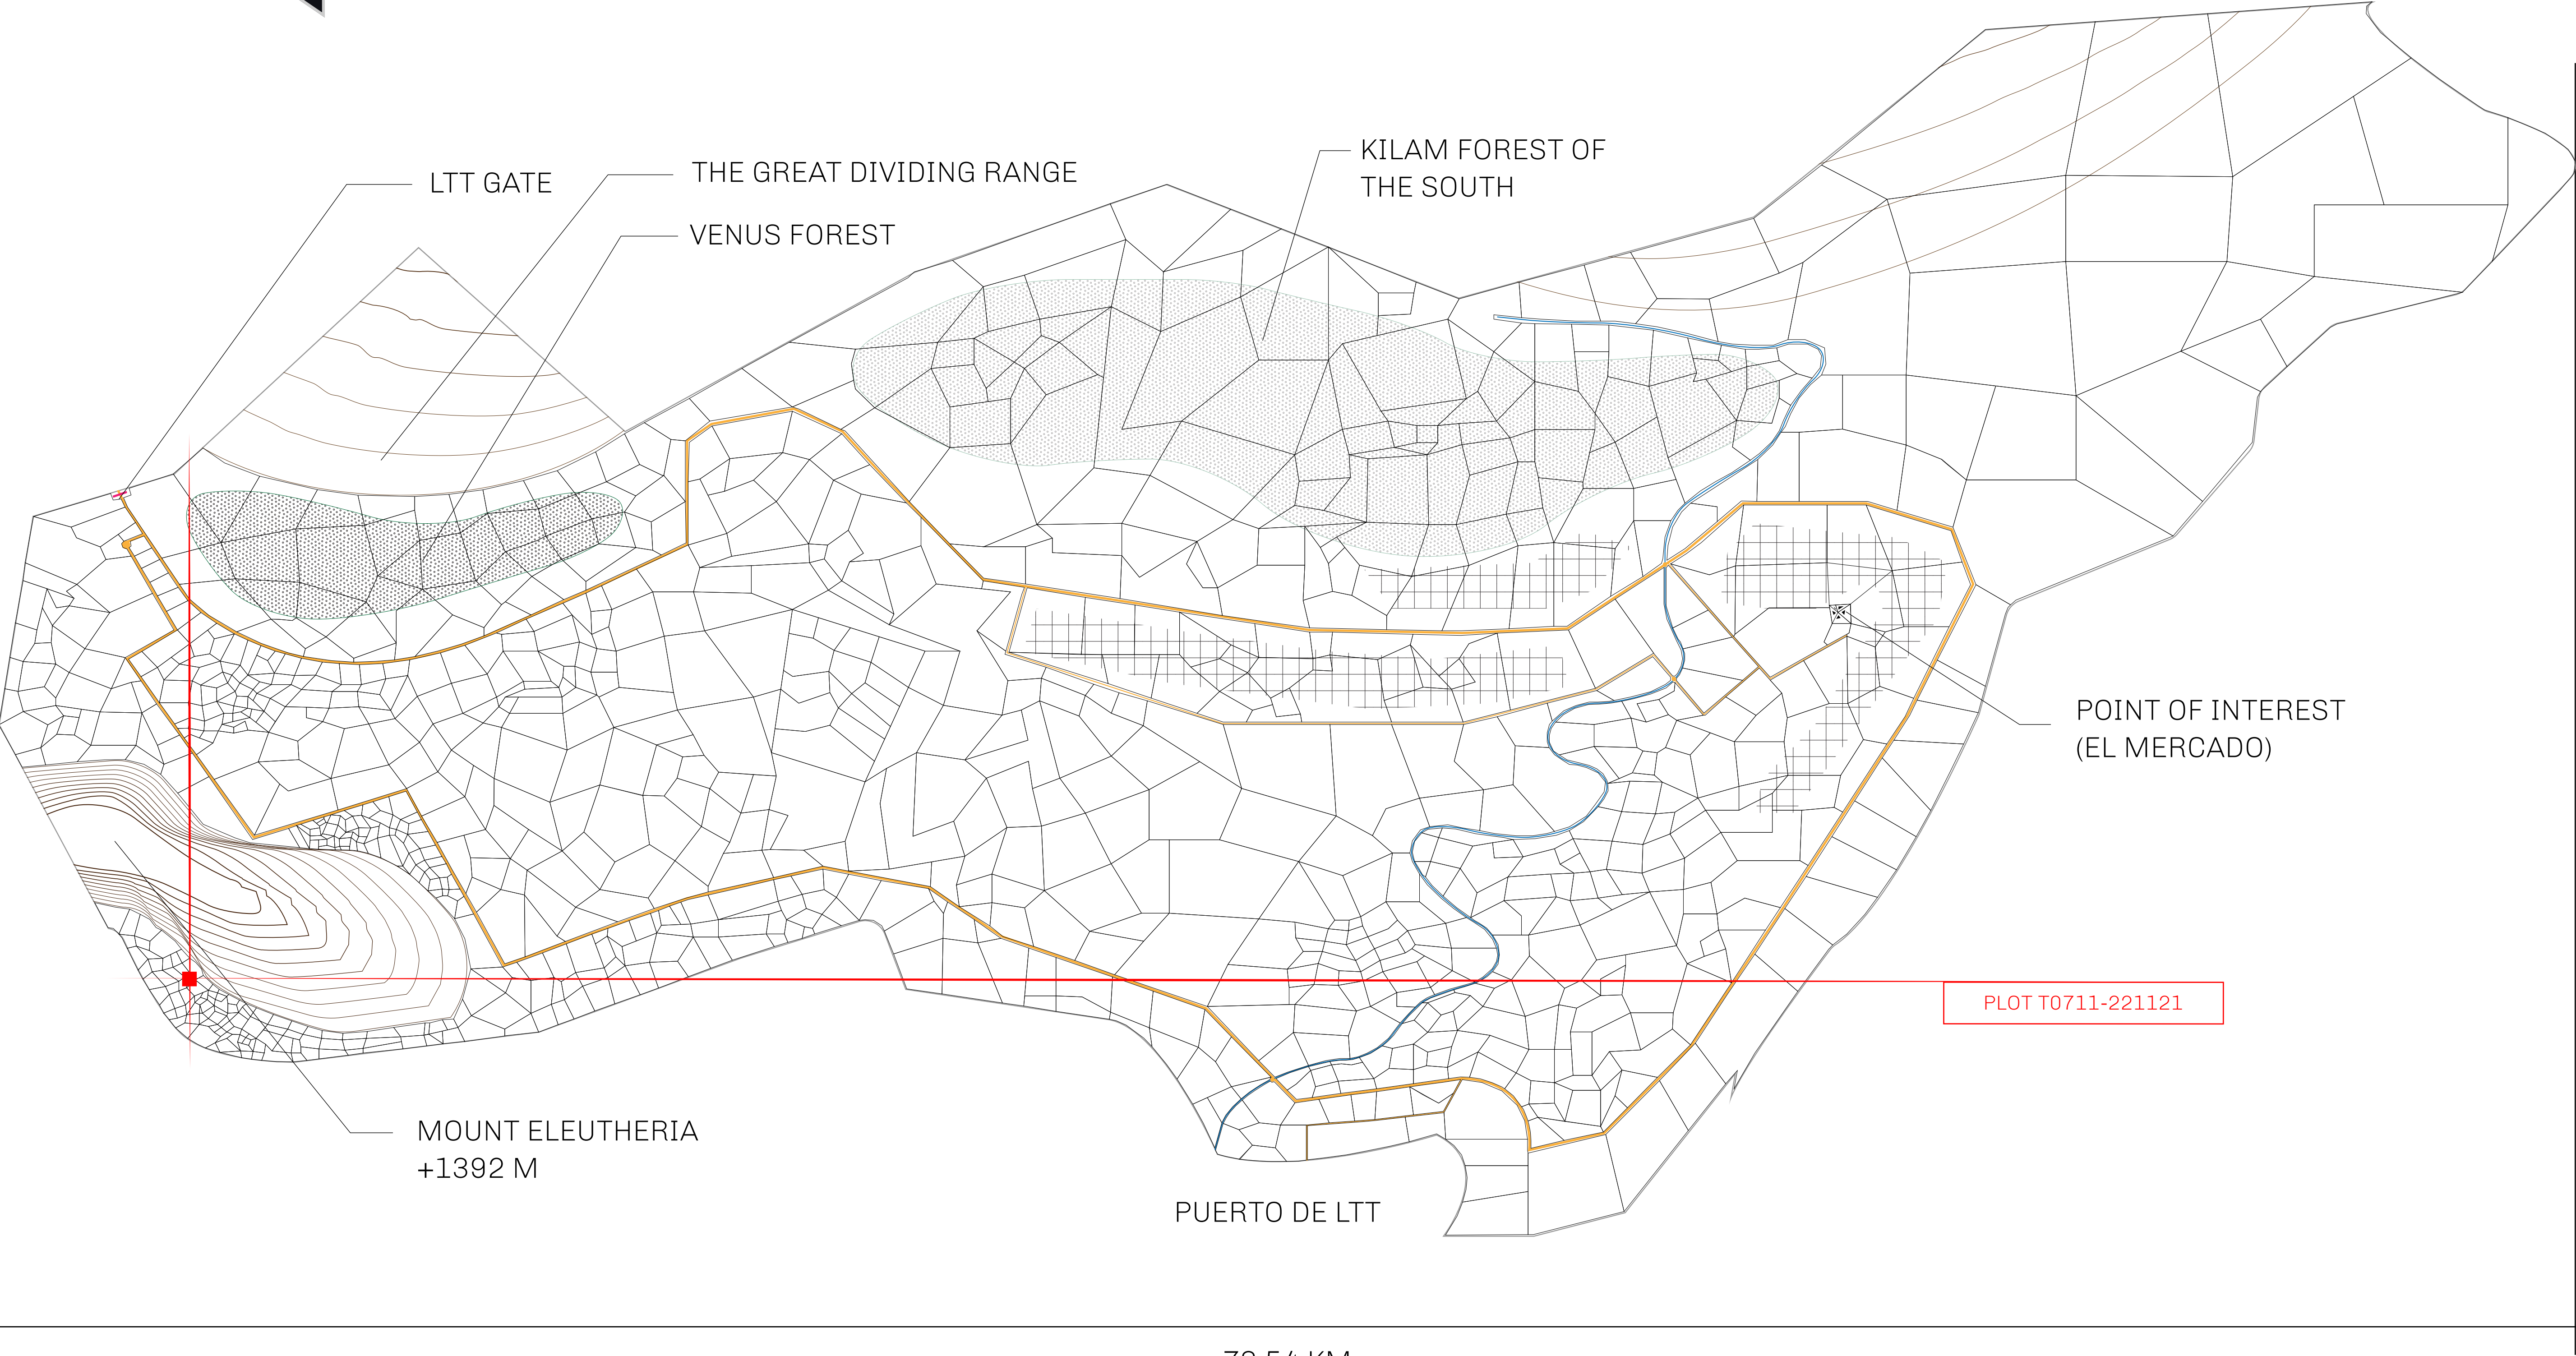 KILAM FOREST OF
THE SOUTH
THE GREAT DIVIDING RANGE
LTT GATE
VENUS FOREST
POINT OF INTEREST
(EL MERCADO)
PLOT T0711-221121
MOUNT ELEUTHERIA
+1392 M
PUERTO DE LTT
KM